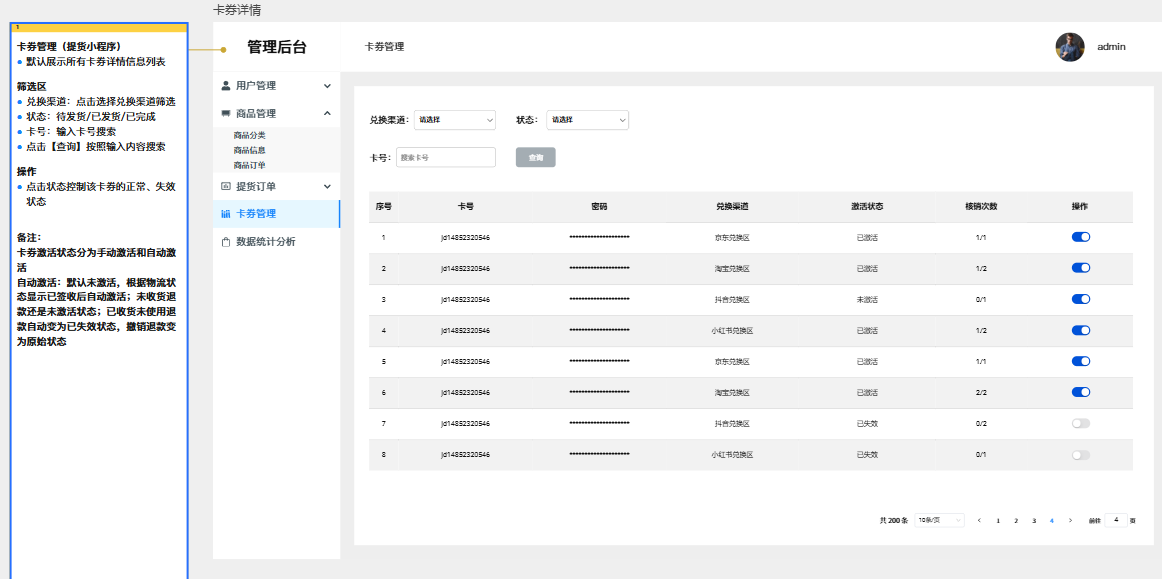 卡券详情
1
卡券管理（提货小程序）
默认展示所有卡券详情信息列表
筛选区
兑换渠道：点击选择兑换渠道筛选
状态：待发货/已发货/已完成
卡号：输入卡号搜索
点击【查询】按照输入内容搜索
操作
点击状态控制该卡券的正常、失效
状态
备注：
卡券激活状态分为手动激活和自动激
活
自动激活：默认未激活，根据物流状
态显示已签收后自动激活；未收货退
款还是未激活状态；已收货未使用退
款自动变为已失效状态，撤销退款变
为原始状态
管理后台
用户管理
商品管理
商品分类
商品信息
商品订单
提货订单
卡券管理
数据统计分析
卡券管理
admin
兑换渠道： 请选择 状态： 请选择
卡号： 搜索卡号 查询
序号 卡号 密码 兑换渠道 激活状态 核销次数 操作
1 jd14852320546 ******************** 京东兑换区 已激活 1/1
2 jd14852320546 ******************** 淘宝兑换区 已激活 1/2
3 jd14852320546 ******************** 抖音兑换区 未激活 0/1
4 jd14852320546 ******************** 小红书兑换区 已激活 1/2
5 jd14852320546 ******************** 京东兑换区 已激活 1/1
6 jd14852320546 ******************** 淘宝兑换区 已激活 2/2
7 jd14852320546 ******************** 抖音兑换区 已失效 0/2
8 jd14852320546 ******************** 小红书兑换区 已失效 0/1
共 200 条 10条/页 < 1 2 3 4 > 前往 4 页